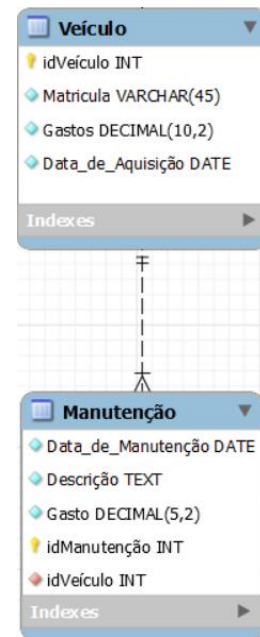 Veículo
idVeículo INT
Matricula VARCHAR(45)
Gastos DECIMAL(10,2)
Data_de_Aquisição DATE
Indexes
Manutenção
Data_de_Manutenção DATE
Descrição TEXT
Gasto DECIMAL(5,2)
idManutenção INT
idVeículo INT
Indexes